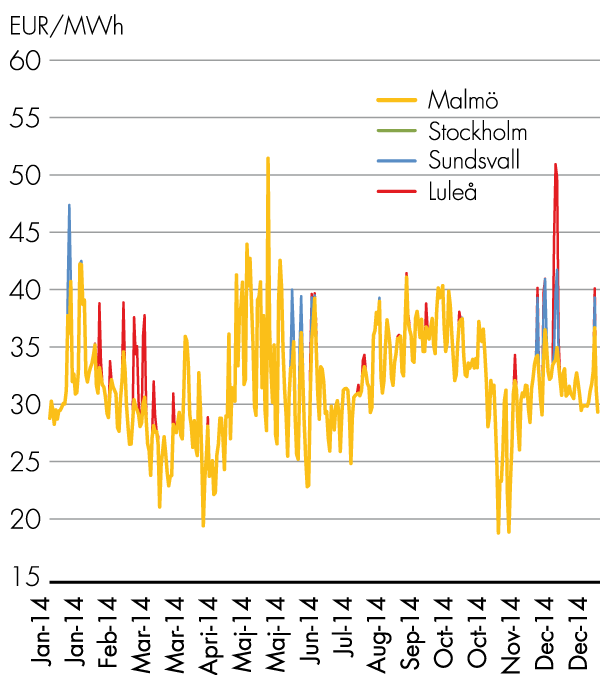 EUR/MWh
60
55
50
45
40
35
30
25
20
15
Malmö
Stockholm
Sundsvall
Luleå
Jan-14
Jan-14
Feb-14
Mar-14
Mar-14
April-14
Maj-14
Maj-14
Jun-14
Jul-14
Aug-14
Sep-14
Oct-14
Oct-14
Nov-14
Dec-14
Dec-14